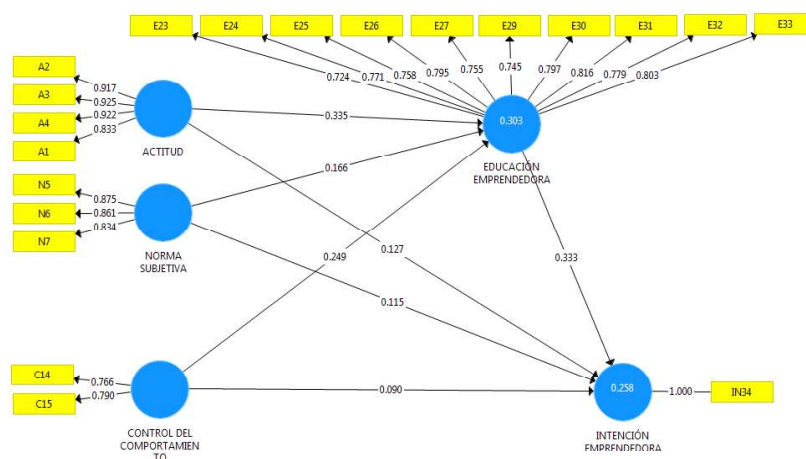 E23
E24
E25
E26
E27
E29
E30
E31
E32
E33
0.724
0.771
0.758
0.795
0.755
0.745
0.797
0.816
0.779
0.803
A2
A3
A4
A1
0.917
0.925
0.922
0.833
ACTITUD
0.335
0.303
EDUCACIÓN
EMPRENDEDORA
N5
N6
N7
0.875
0.861
0.834
NORMA
SUBJETIVA
0.166
0.249
0.127
0.115
0.333
C14
C15
0.766
0.790
CONTROL DEL
COMPORTAMIEN
TO
0.090
0.258
INTENCIÓN
EMPRENDEDORA
1.000
IN34